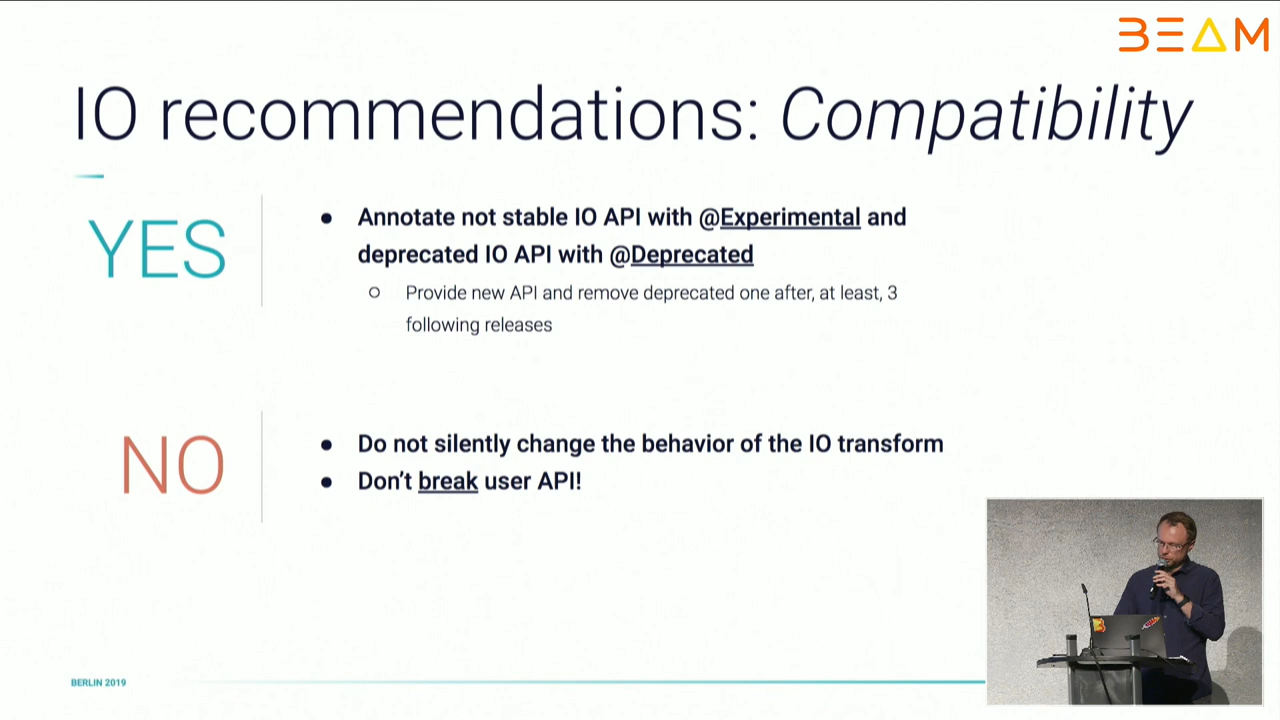 BEAM
IO recommendations: Compatibility
YES
● Annotate not stable IO API with @Experimental and
deprecated IO API with @Deprecated
○ Provide new API and remove deprecated one after, at least, 3
following releases
NO
● Do not silently change the behavior of the IO transform
● Don’t break user API!
BERLIN 2019